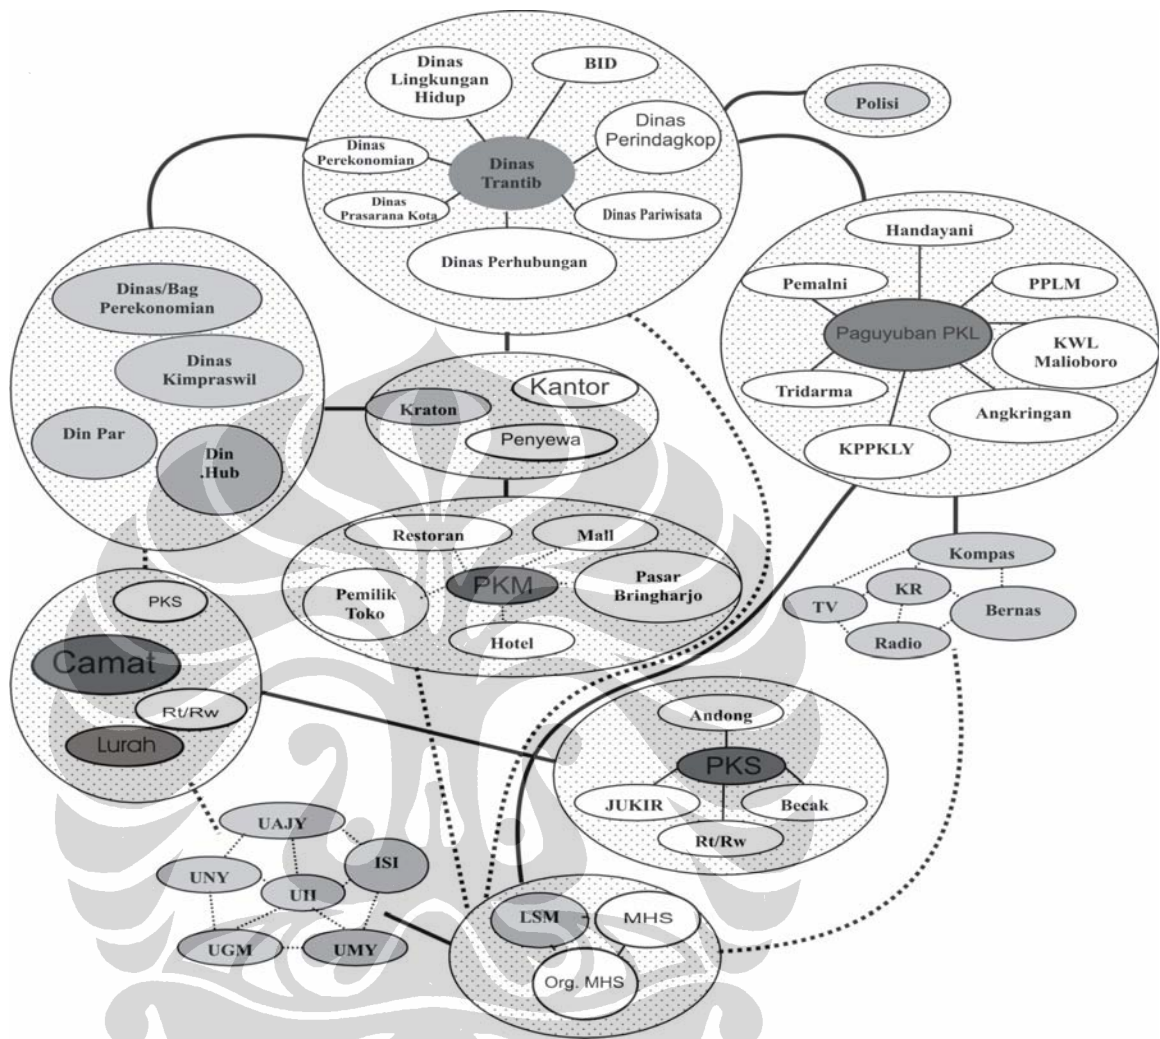 Dinas
Lingkungan
Hidup
BID
Polisi
Dinas
Perindagkop
Dinas
Perekonomian
Dinas
Trantib
Dinas
Prasarana Kota
Dinas Pariwisata
Dinas Perhubungan
Handayani
Pemalni
PPLM
Paguyuban PKL
KWL
Malioboro
Tridarma
Angkringan
KPPKLY
Dinas/Bag
Perekonomian
Dinas
Kimpraswil
Din Par
Din
.Hub
Kantor
Kraton
Penyewa
Restoran
Mall
PKM
Pemilik
Toko
Pasar
Bringharjo
Hotel
Kompas
KR
TV
Bernas
Radio
PKS
Camat
Rt/Rw
Lurah
Andong
PKS
JUKIR
Becak
Rt/Rw
UAJY
ISI
UNY
UII
UGM
UMY
LSM
MHS
Org. MHS